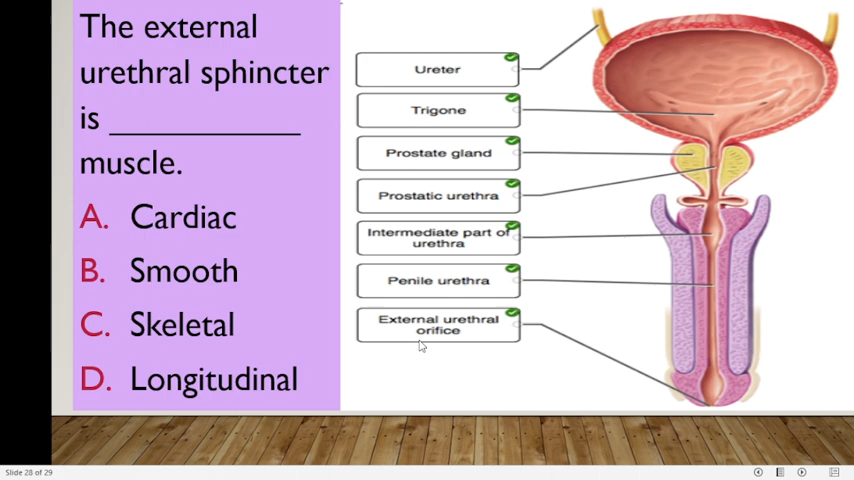 The external
urethral sphincter
is ____________
muscle.
A. Cardiac
B. Smooth
C. Skeletal
D. Longitudinal
Ureter
Trigone
Prostate gland
Prostatic urethra
Intermediate part of
urethra
Penile urethra
External urethral
orifice
Slide 28 of 29